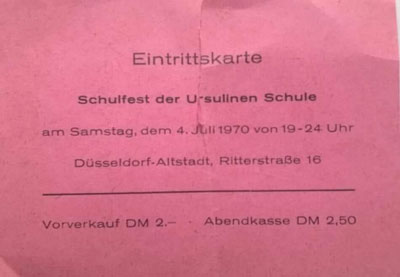 Eintrittskarte
Schulfest der Ursulinen Schule
am Samstag, dem 4. Juli 1970 von 19-24 Uhr
Düsseldorf-Altstadt, Ritterstraße 16
Vorverkauf DM 2.- · Abendkasse DM 2,50